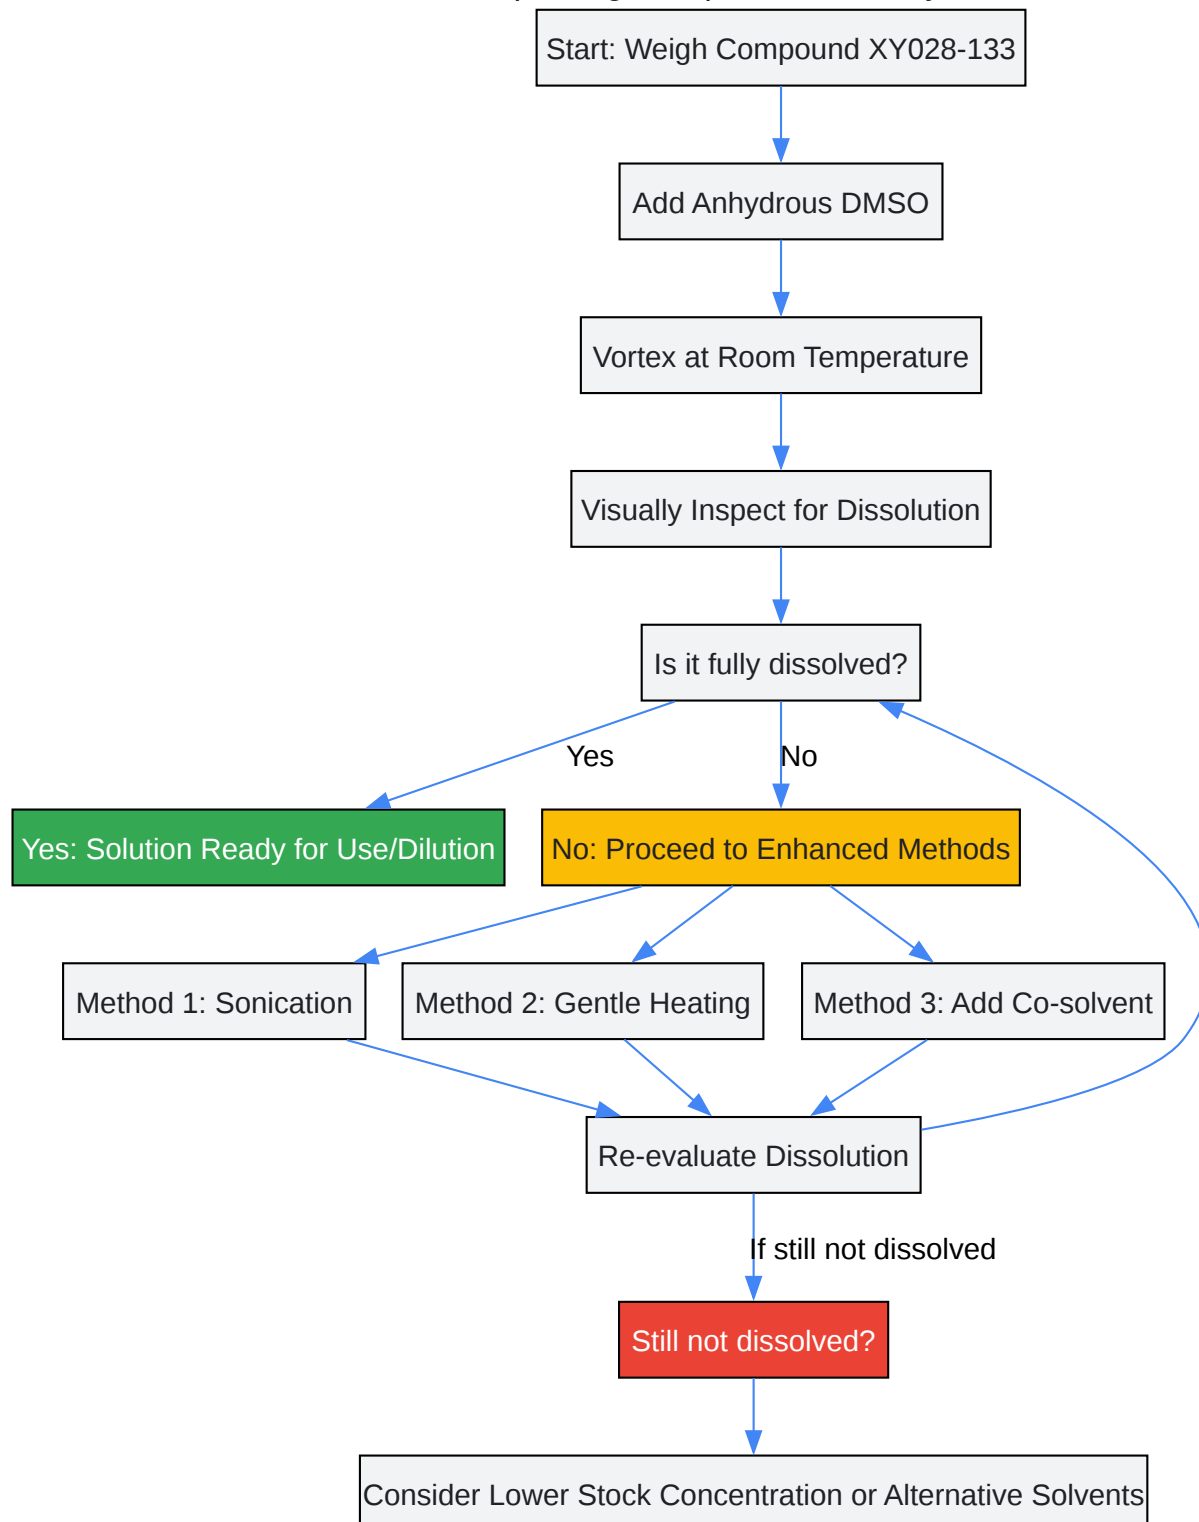 Start: Weigh Compound XY028-133
Add Anhydrous DMSO
Vortex at Room Temperature
Visually Inspect for Dissolution
Is it fully dissolved?
Yes
No
Yes: Solution Ready for Use/Dilution
No: Proceed to Enhanced Methods
Method 1: Sonication
Method 2: Gentle Heating
Method 3: Add Co-solvent
Re-evaluate Dissolution
If still not dissolved
Still not dissolved?
Consider Lower Stock Concentration or Alternative Solvents